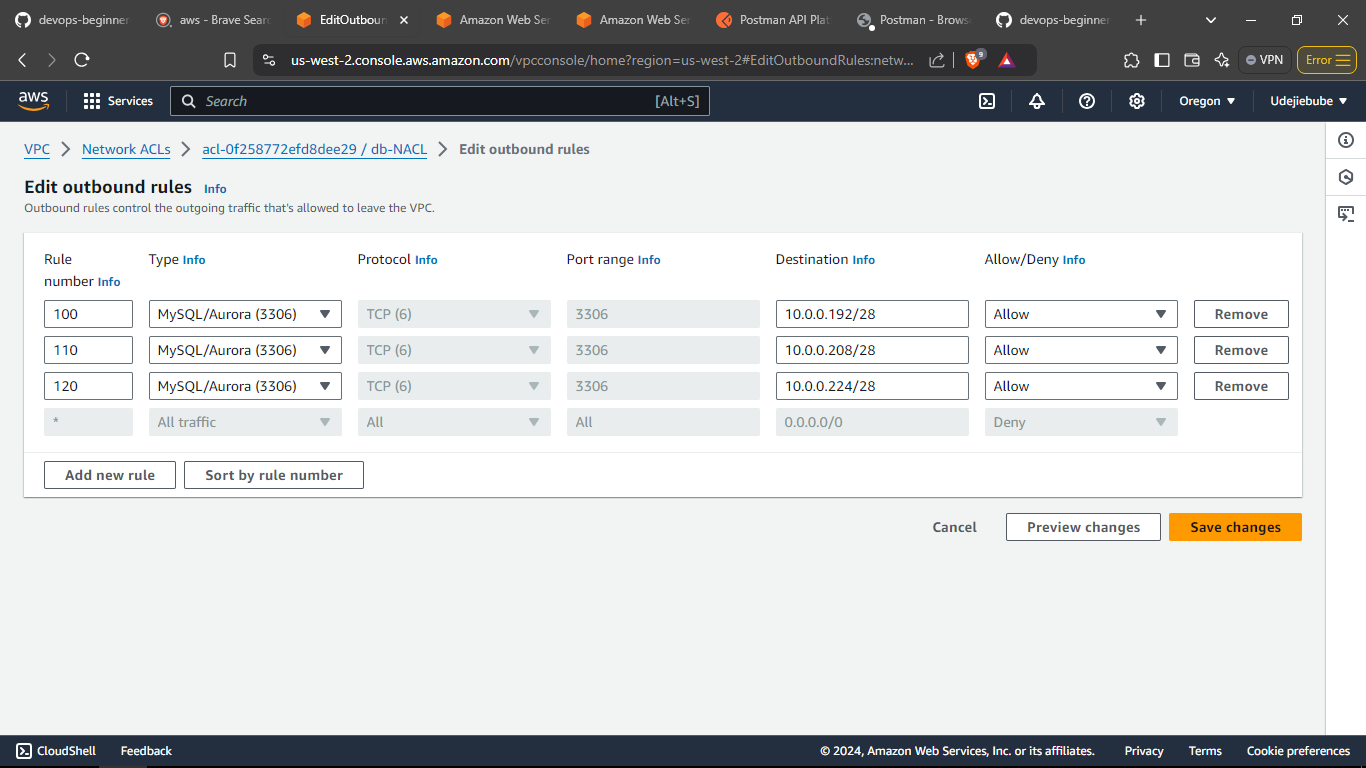 devops-beginner
aws - Brave Sear
EditOutboun
Amazon Web Ser
Amazon Web Ser
Postman API Plat
Postman - Brows
devops-beginner
us-west-2.console.aws.amazon.com/vpcconsole/home?region=us-west-2#EditOutboundRules:netw...
9
VPN
Error
aws
Services
Search
[Alt+S]
Oregon
Udejiebube
VPC
Network ACLs
acl-0f258772efd8dee29 / db-NACL
Edit outbound rules
Edit outbound rules Info
Outbound rules control the outgoing traffic that's allowed to leave the VPC.
Rule number Info Type Info Protocol Info Port range Info Destination Info Allow/Deny Info
100 MySQL/Aurora (3306) TCP (6) 3306 10.0.0.192/28 Allow Remove
110 MySQL/Aurora (3306) TCP (6) 3306 10.0.0.208/28 Allow Remove
120 MySQL/Aurora (3306) TCP (6) 3306 10.0.0.224/28 Allow Remove
* All traffic All All 0.0.0.0/0 Deny
Add new rule Sort by rule number
Cancel Preview changes Save changes
CloudShell Feedback © 2024, Amazon Web Services, Inc. or its affiliates. Privacy Terms Cookie preferences